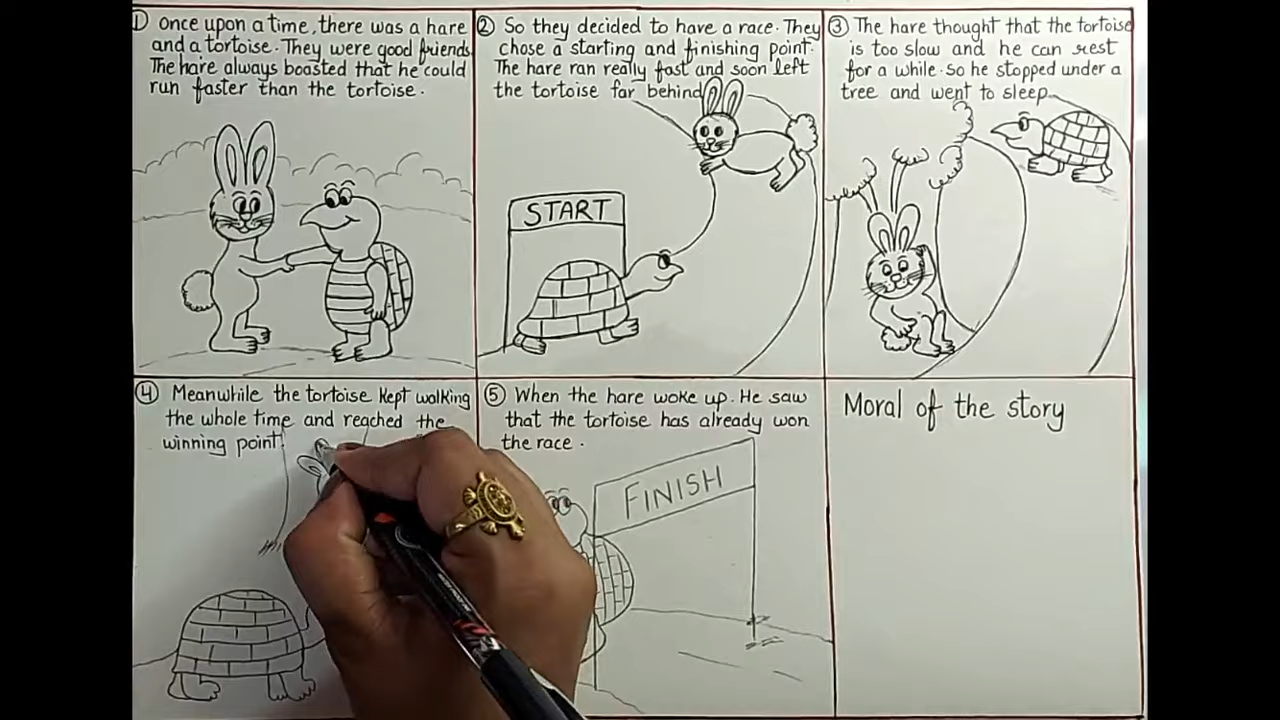 ① Once upon a time, there was a hare
and a tortoise. They were good friends
The hare always boasted that he could
run faster than the tortoise.
② So they decided to have a race. They
chose a starting and finishing point.
The hare ran really fast and soon left
the tortoise far behind
START
③ The hare thought that the tortoise
is too slow and he can rest
for a while. So he stopped under a
tree and went to sleep
④ Meanwhile the tortoise kept walking
the whole time and reached the
winning point.
⑤ When the hare woke up. He saw
that the tortoise has already won
the race.
FINISH
Moral of the story